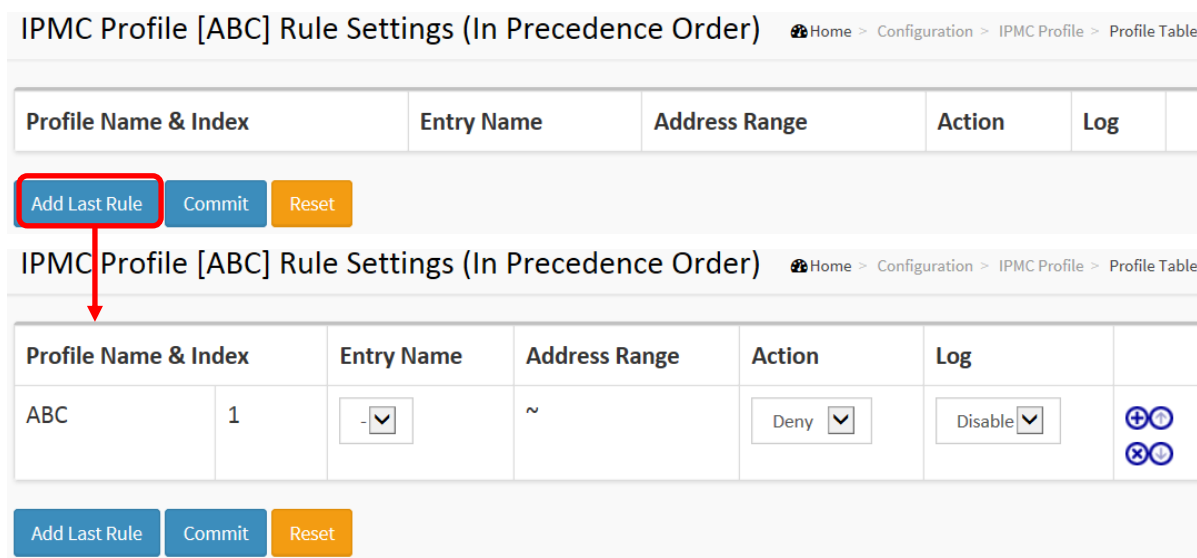 IPMC Profile [ABC] Rule Settings (In Precedence Order) Home > Configuration > IPMC Profile > Profile Table
Profile Name & Index Entry Name Address Range Action Log
Add Last Rule Commit Reset
IPMC Profile [ABC] Rule Settings (In Precedence Order) Home > Configuration > IPMC Profile > Profile Table
Profile Name & Index Entry Name Address Range Action Log
ABC 1 - ~ Deny Disable
Add Last Rule Commit Reset